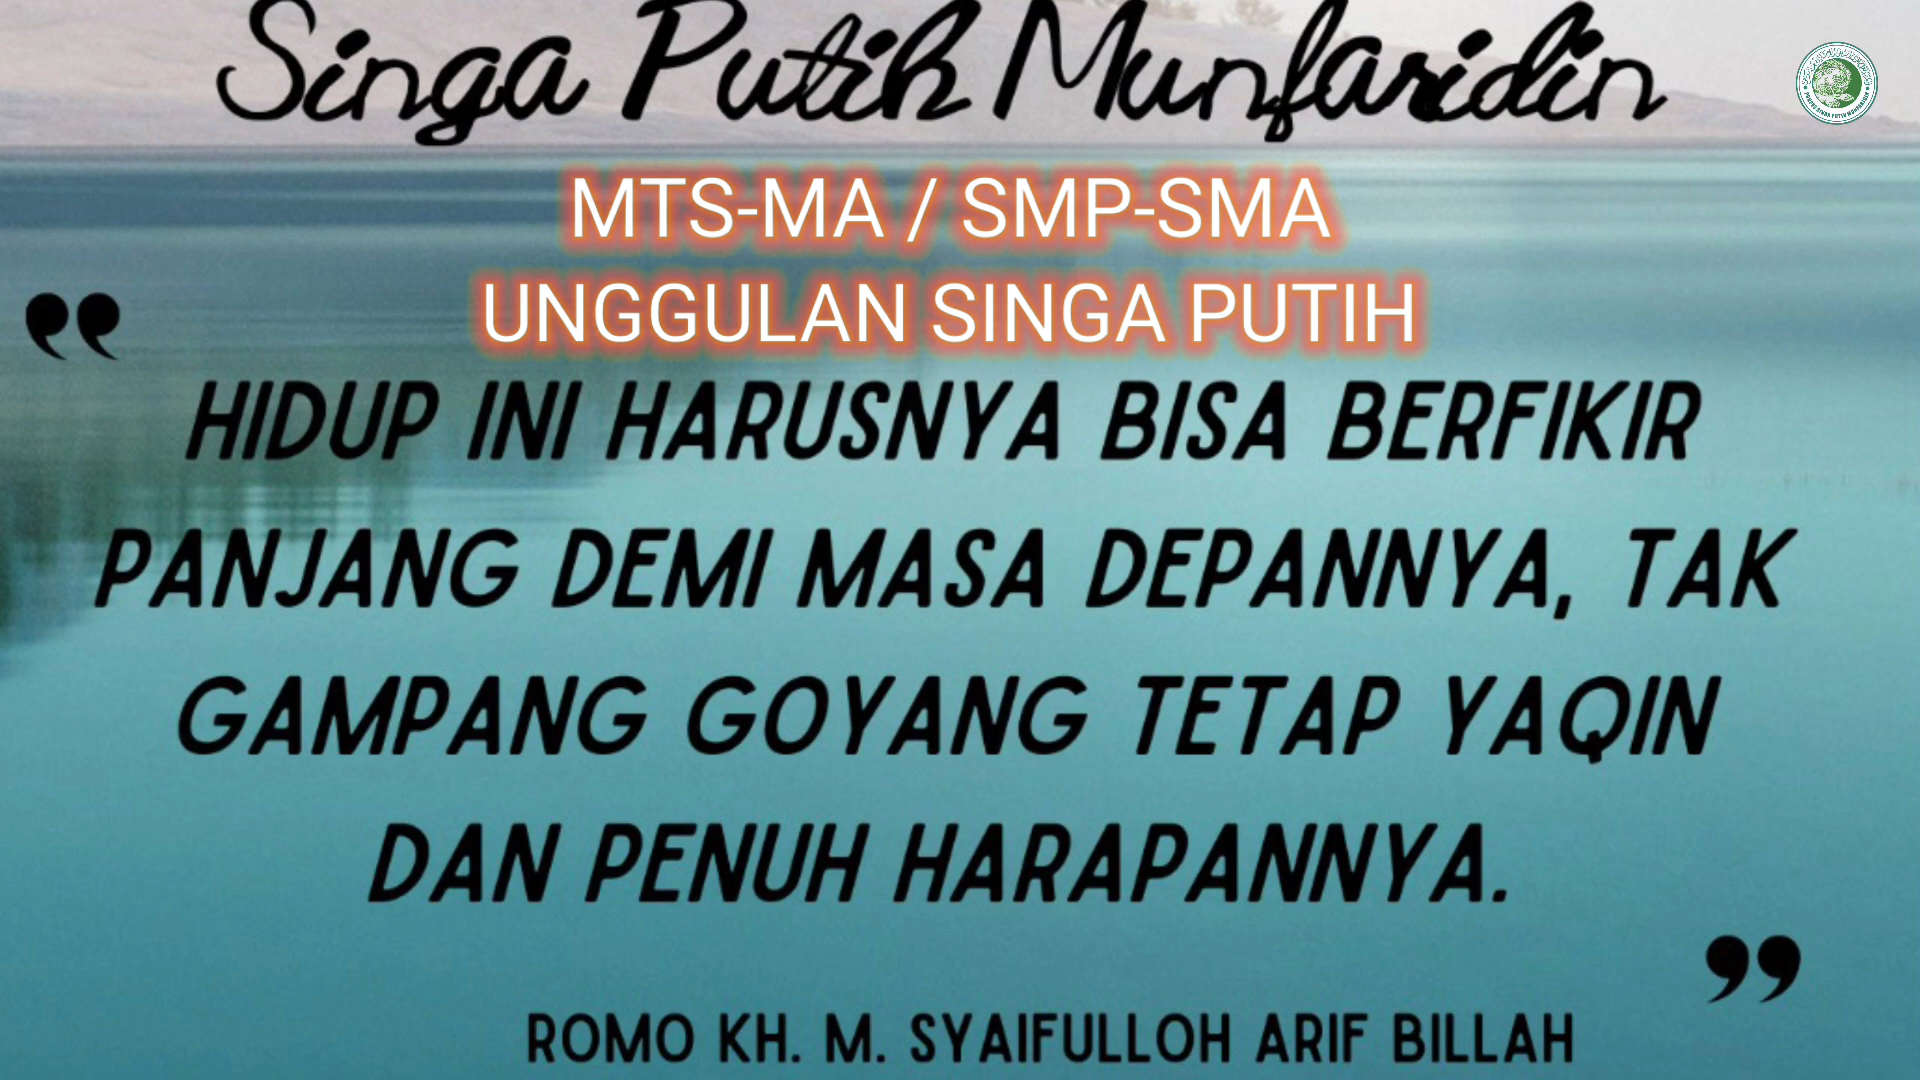 Singa Putih Munfaridin
MTS-MA / SMP-SMA
UNGGULAN SINGA PUTIH
”
HIDUP INI HARUSNYA BISA BERFIKIR
PANJANG DEMI MASA DEPANNYA, TAK
GAMPANG GOYANG TETAP YAQIN
DAN PENUH HARAPANNYA.
”
ROMO KH. M. SYAIFULLOH ARIF BILLAH